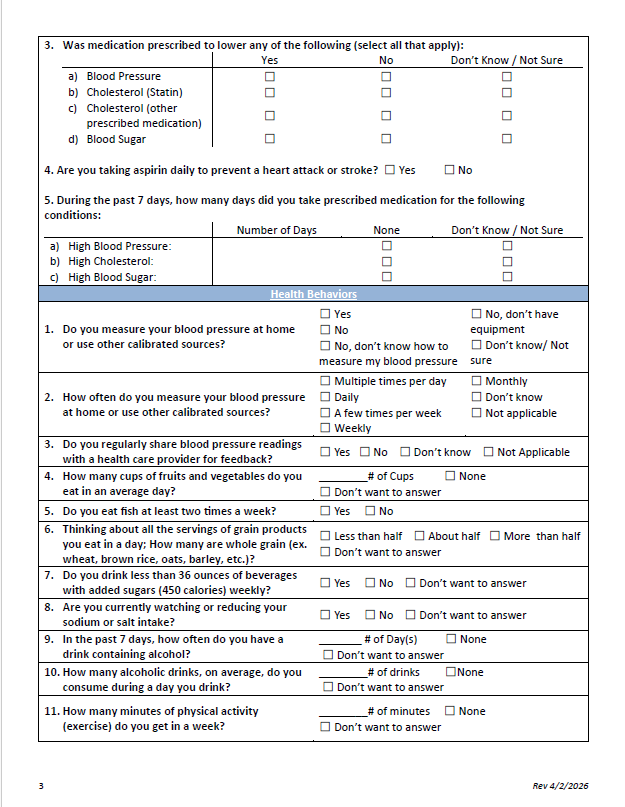 3. Was medication prescribed to lower any of the following (select all that apply):
Yes No Don't Know / Not Sure
a) Blood Pressure ☐ ☐ ☐
b) Cholesterol (Statin) ☐ ☐ ☐
c) Cholesterol (other
prescribed medication) ☐ ☐ ☐
d) Blood Sugar ☐ ☐ ☐
4. Are you taking aspirin daily to prevent a heart attack or stroke? ☐ Yes ☐ No
5. During the past 7 days, how many days did you take prescribed medication for the following
conditions:
Number of Days None Don't Know / Not Sure
a) High Blood Pressure: ☐ ☐
b) High Cholesterol: ☐ ☐
c) High Blood Sugar: ☐ ☐
Health Behaviors
1. Do you measure your blood pressure at home
or use other calibrated sources?
☐ Yes
☐ No
☐ No, don't know how to
measure my blood pressure
☐ No, don't have
equipment
☐ Don't know/ Not
sure
2. How often do you measure your blood pressure
at home or use other calibrated sources?
☐ Multiple times per day
☐ Daily
☐ A few times per week
☐ Weekly
☐ Monthly
☐ Don't know
☐ Not applicable
3. Do you regularly share blood pressure readings
with a health care provider for feedback?
☐ Yes ☐ No ☐ Don't know ☐ Not Applicable
4. How many cups of fruits and vegetables do you
eat in an average day?
________# of Cups ☐ None
☐ Don't want to answer
5. Do you eat fish at least two times a week?
☐ Yes ☐ No
6. Thinking about all the servings of grain products
you eat in a day; How many are whole grain (ex.
wheat, brown rice, oats, barley, etc.)?
☐ Less than half ☐ About half ☐ More than half
☐ Don't want to answer
7. Do you drink less than 36 ounces of beverages
with added sugars (450 calories) weekly?
☐ Yes ☐ No ☐ Don't want to answer
8. Are you currently watching or reducing your
sodium or salt intake?
☐ Yes ☐ No ☐ Don't want to answer
9. In the past 7 days, how often do you have a
drink containing alcohol?
_______ # of Day(s) ☐ None
☐ Don't want to answer
10. How many alcoholic drinks, on average, do you
consume during a day you drink?
________# of drinks ☐None
☐ Don't want to answer
11. How many minutes of physical activity
(exercise) do you get in a week?
________# of minutes ☐ None
☐ Don't want to answer
3
Rev 4/2/2026